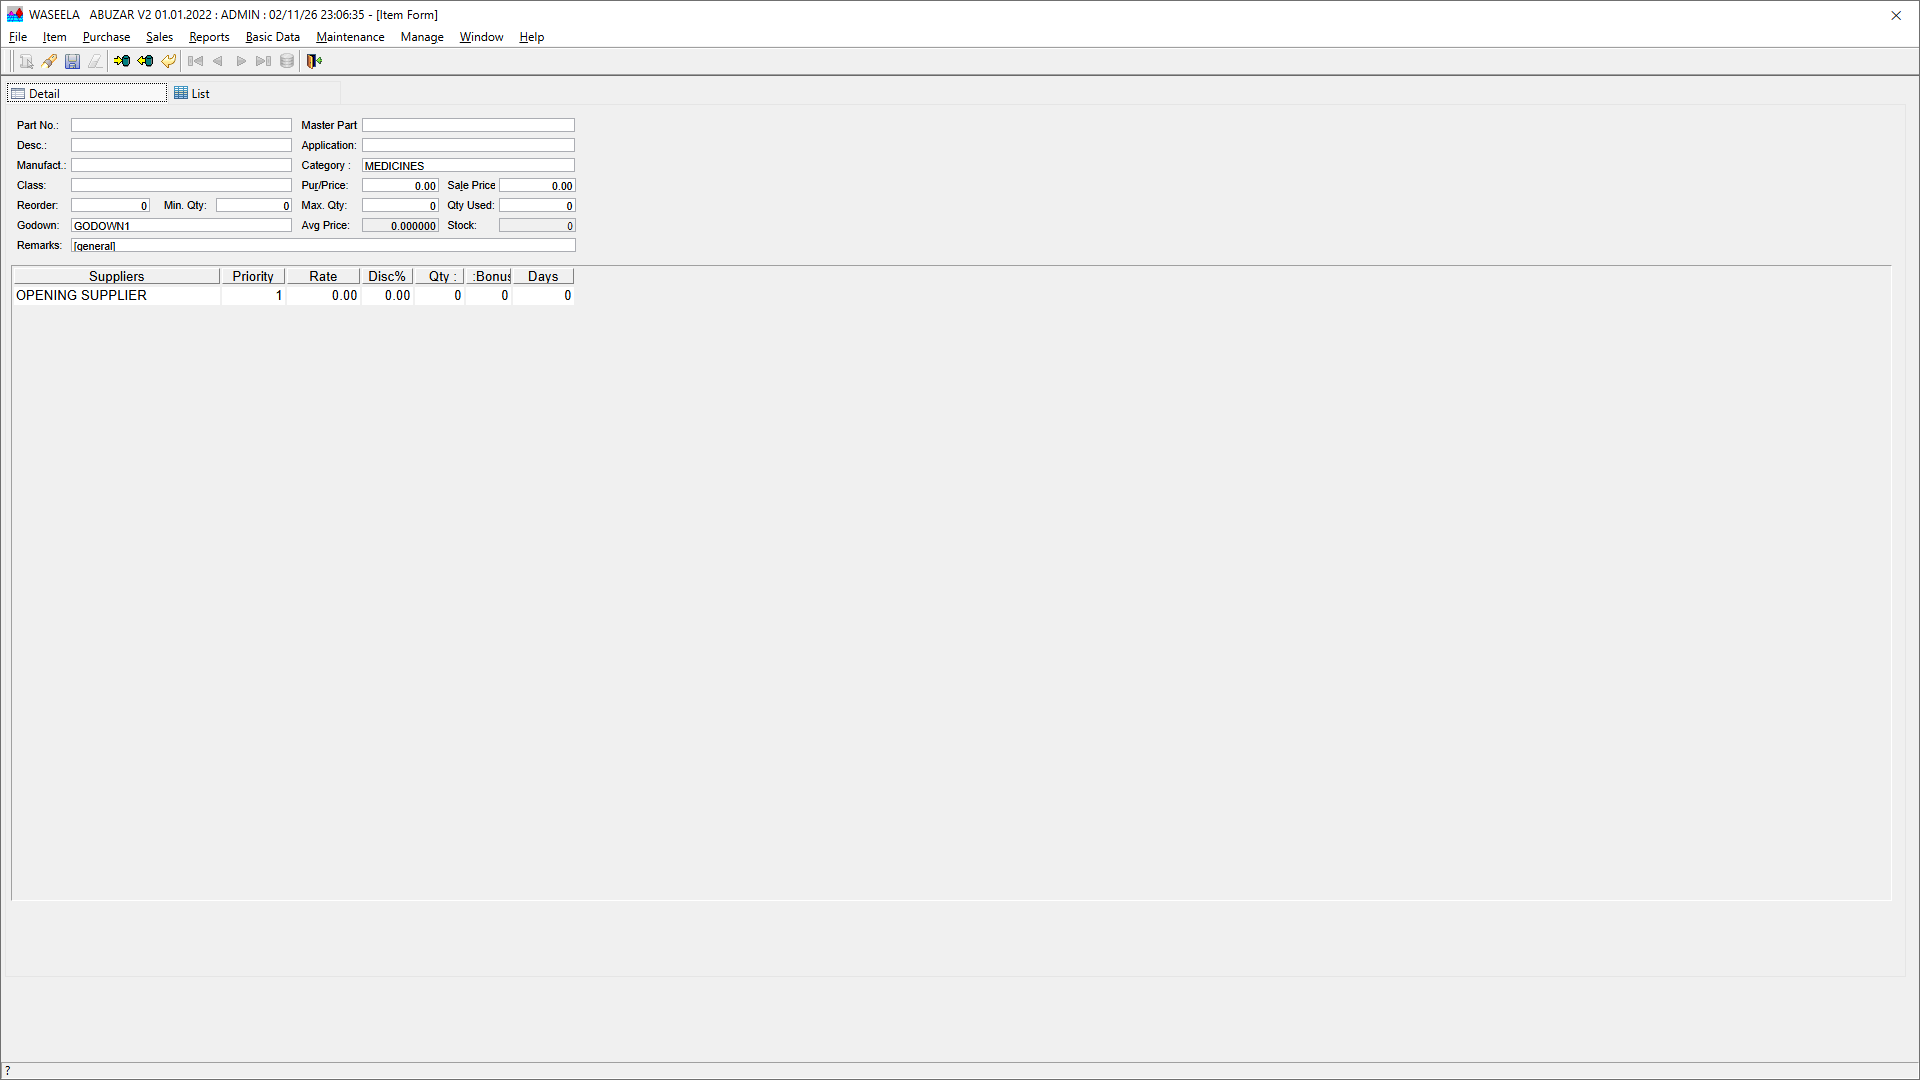 WASEELA   ABUZAR V2 01.01.2022 : ADMIN : 02/11/26 23:06:35 - [Item Form]
File Item Purchase Sales Reports Basic Data Maintenance Manage Window Help
Detail List
Part No.: Master Part
Desc.: Application:
Manufact.: Category : MEDICINES
Class: Pur/Price: 0.00 Sale Price 0.00
Reorder: 0 Min. Qty: 0 Max. Qty: 0 Qty Used: 0
Godown: GODOWN1 Avg Price: 0.000000 Stock: 0
Remarks: [general]
Suppliers Priority Rate Disc% Qty : :Bonus Days
OPENING SUPPLIER 1 0.00 0.00 0 0 0
?